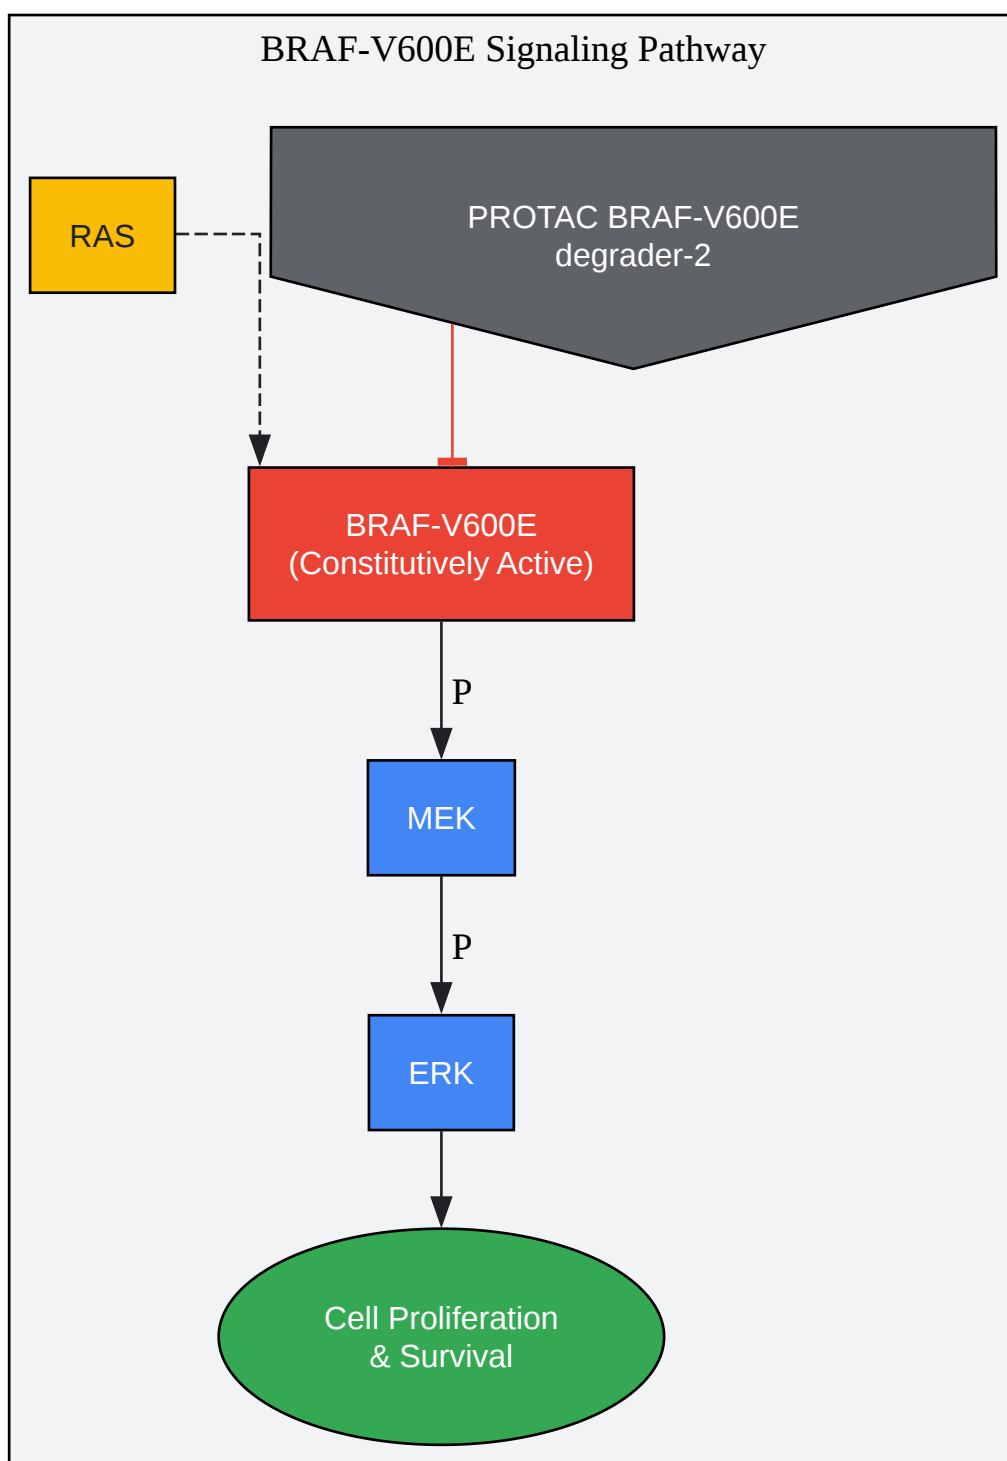 BRAF-V600E Signaling Pathway
RAS
PROTAC BRAF-V600E
degrader-2
BRAF-V600E
(Constitutively Active)
P
MEK
P
ERK
Cell Proliferation
& Survival